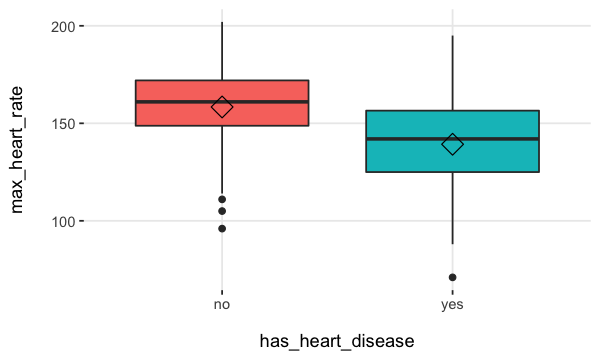 200
150
100
max_heart_rate
no yes
has_heart_disease